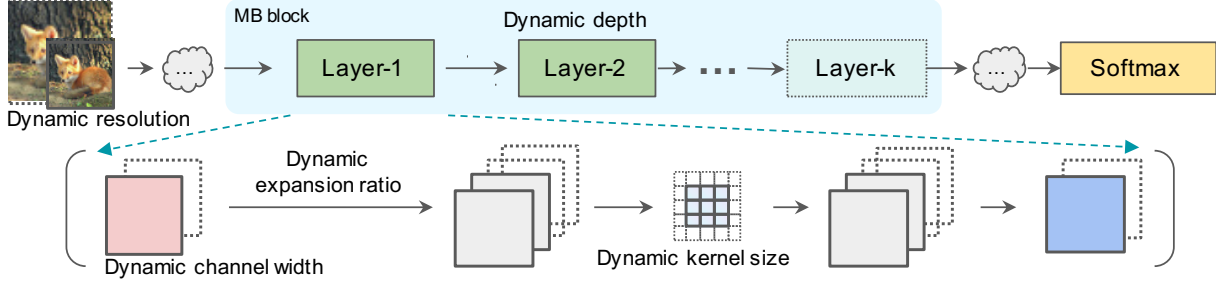 MB block
Dynamic depth
...
Layer-1
Layer-2
...
Layer-k
...
Softmax
Dynamic resolution
Dynamic
expansion ratio
Dynamic channel width
Dynamic kernel size